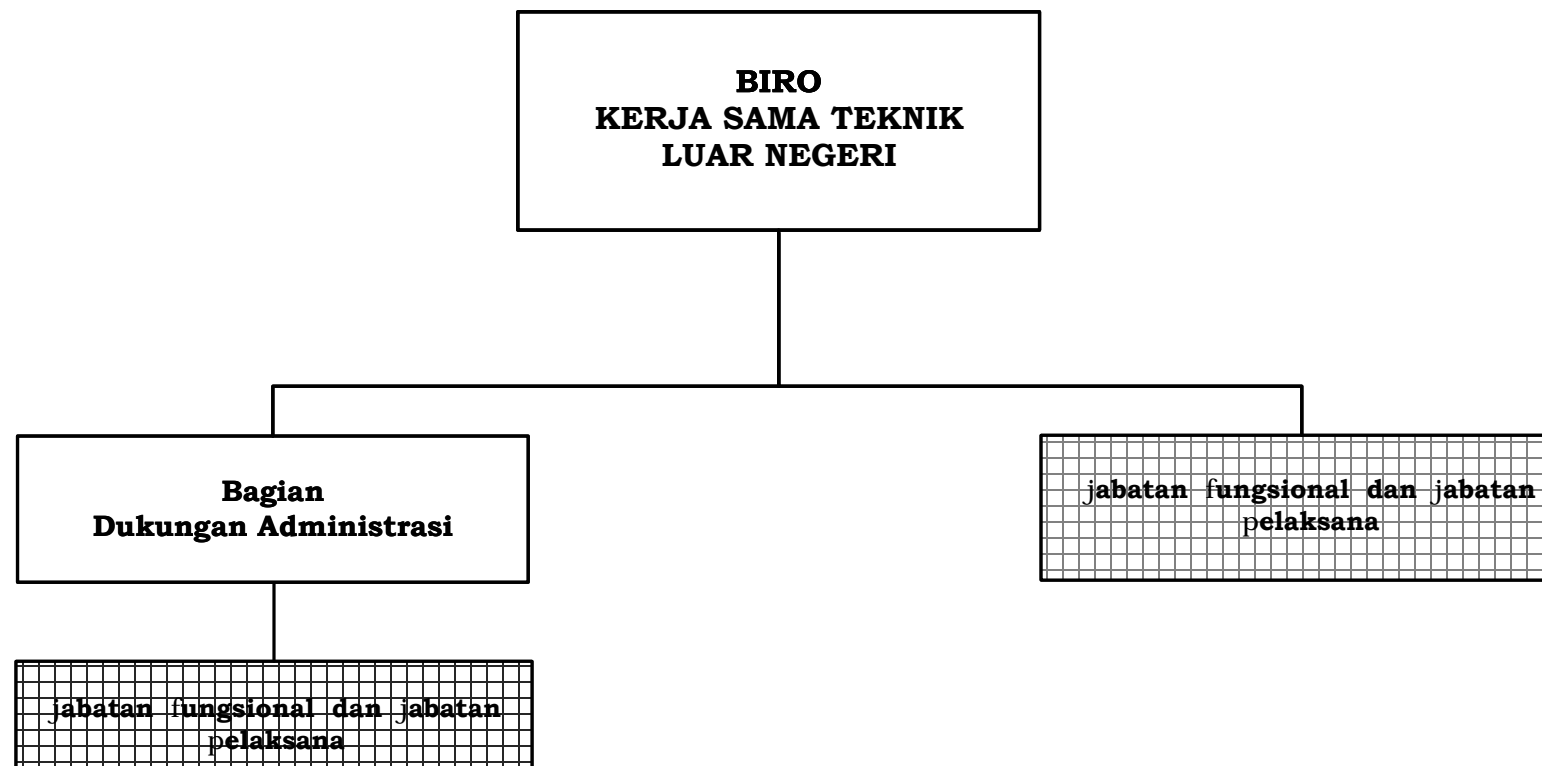 BIRO
KERJA SAMA TEKNIK
LUAR NEGERI
Bagian
Dukungan Administrasi
jabatan fungsional dan jabatan
pelaksana
jabatan fungsional dan jabatan
pelaksana